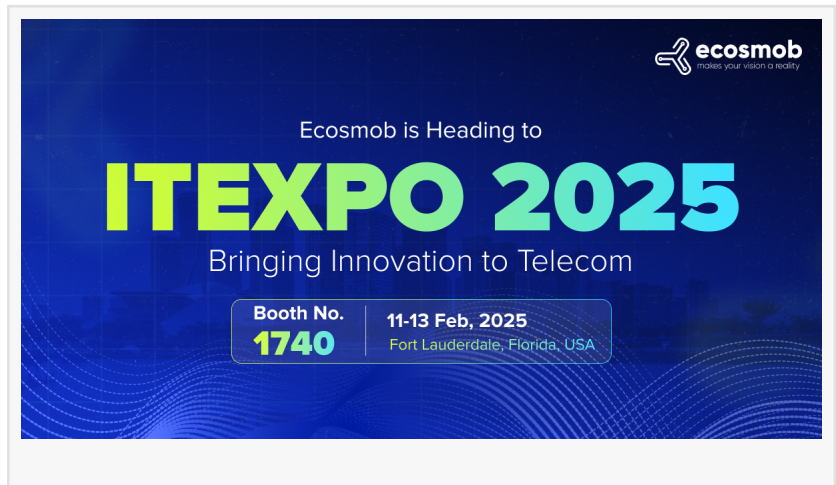 ecosmob
makes your vision a reality
Ecosmob is Heading to
ITEXPO 2025
Bringing Innovation to Telecom
Booth No.
1740
11-13 Feb, 2025
Fort Lauderdale, Florida, USA